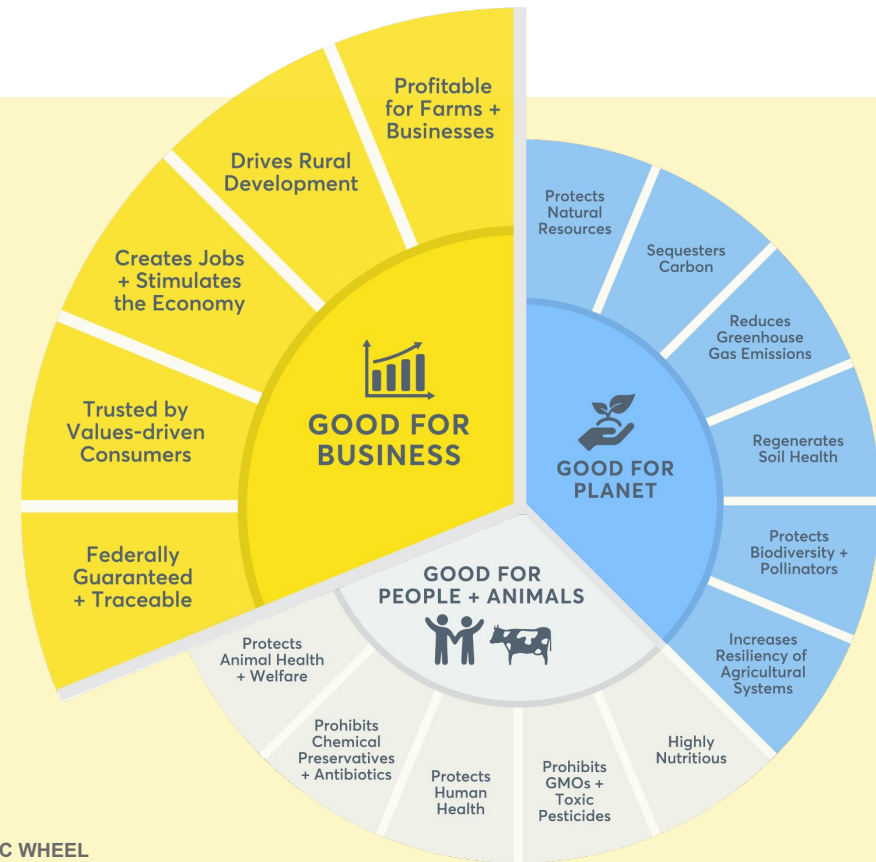 Profitable
for Farms +
Businesses
Drives Rural
Development
Creates Jobs
+ Stimulates
the Economy
Trusted by
Values-driven
Consumers
Federally
Guaranteed
+ Traceable
GOOD FOR
BUSINESS
Protects
Natural
Resources
Sequesters
Carbon
Reduces
Greenhouse
Gas Emissions
Regenerates
Soil Health
Protects
Biodiversity +
Pollinators
Increases
Resiliency of
Agricultural
Systems
GOOD FOR
PLANET
GOOD FOR
PEOPLE + ANIMALS
Protects
Animal Health
+ Welfare
Prohibits
Chemical
Preservatives
+ Antibiotics
Protects
Human
Health
Prohibits
GMOs +
Toxic
Pesticides
Highly
Nutritious
C WHEEL